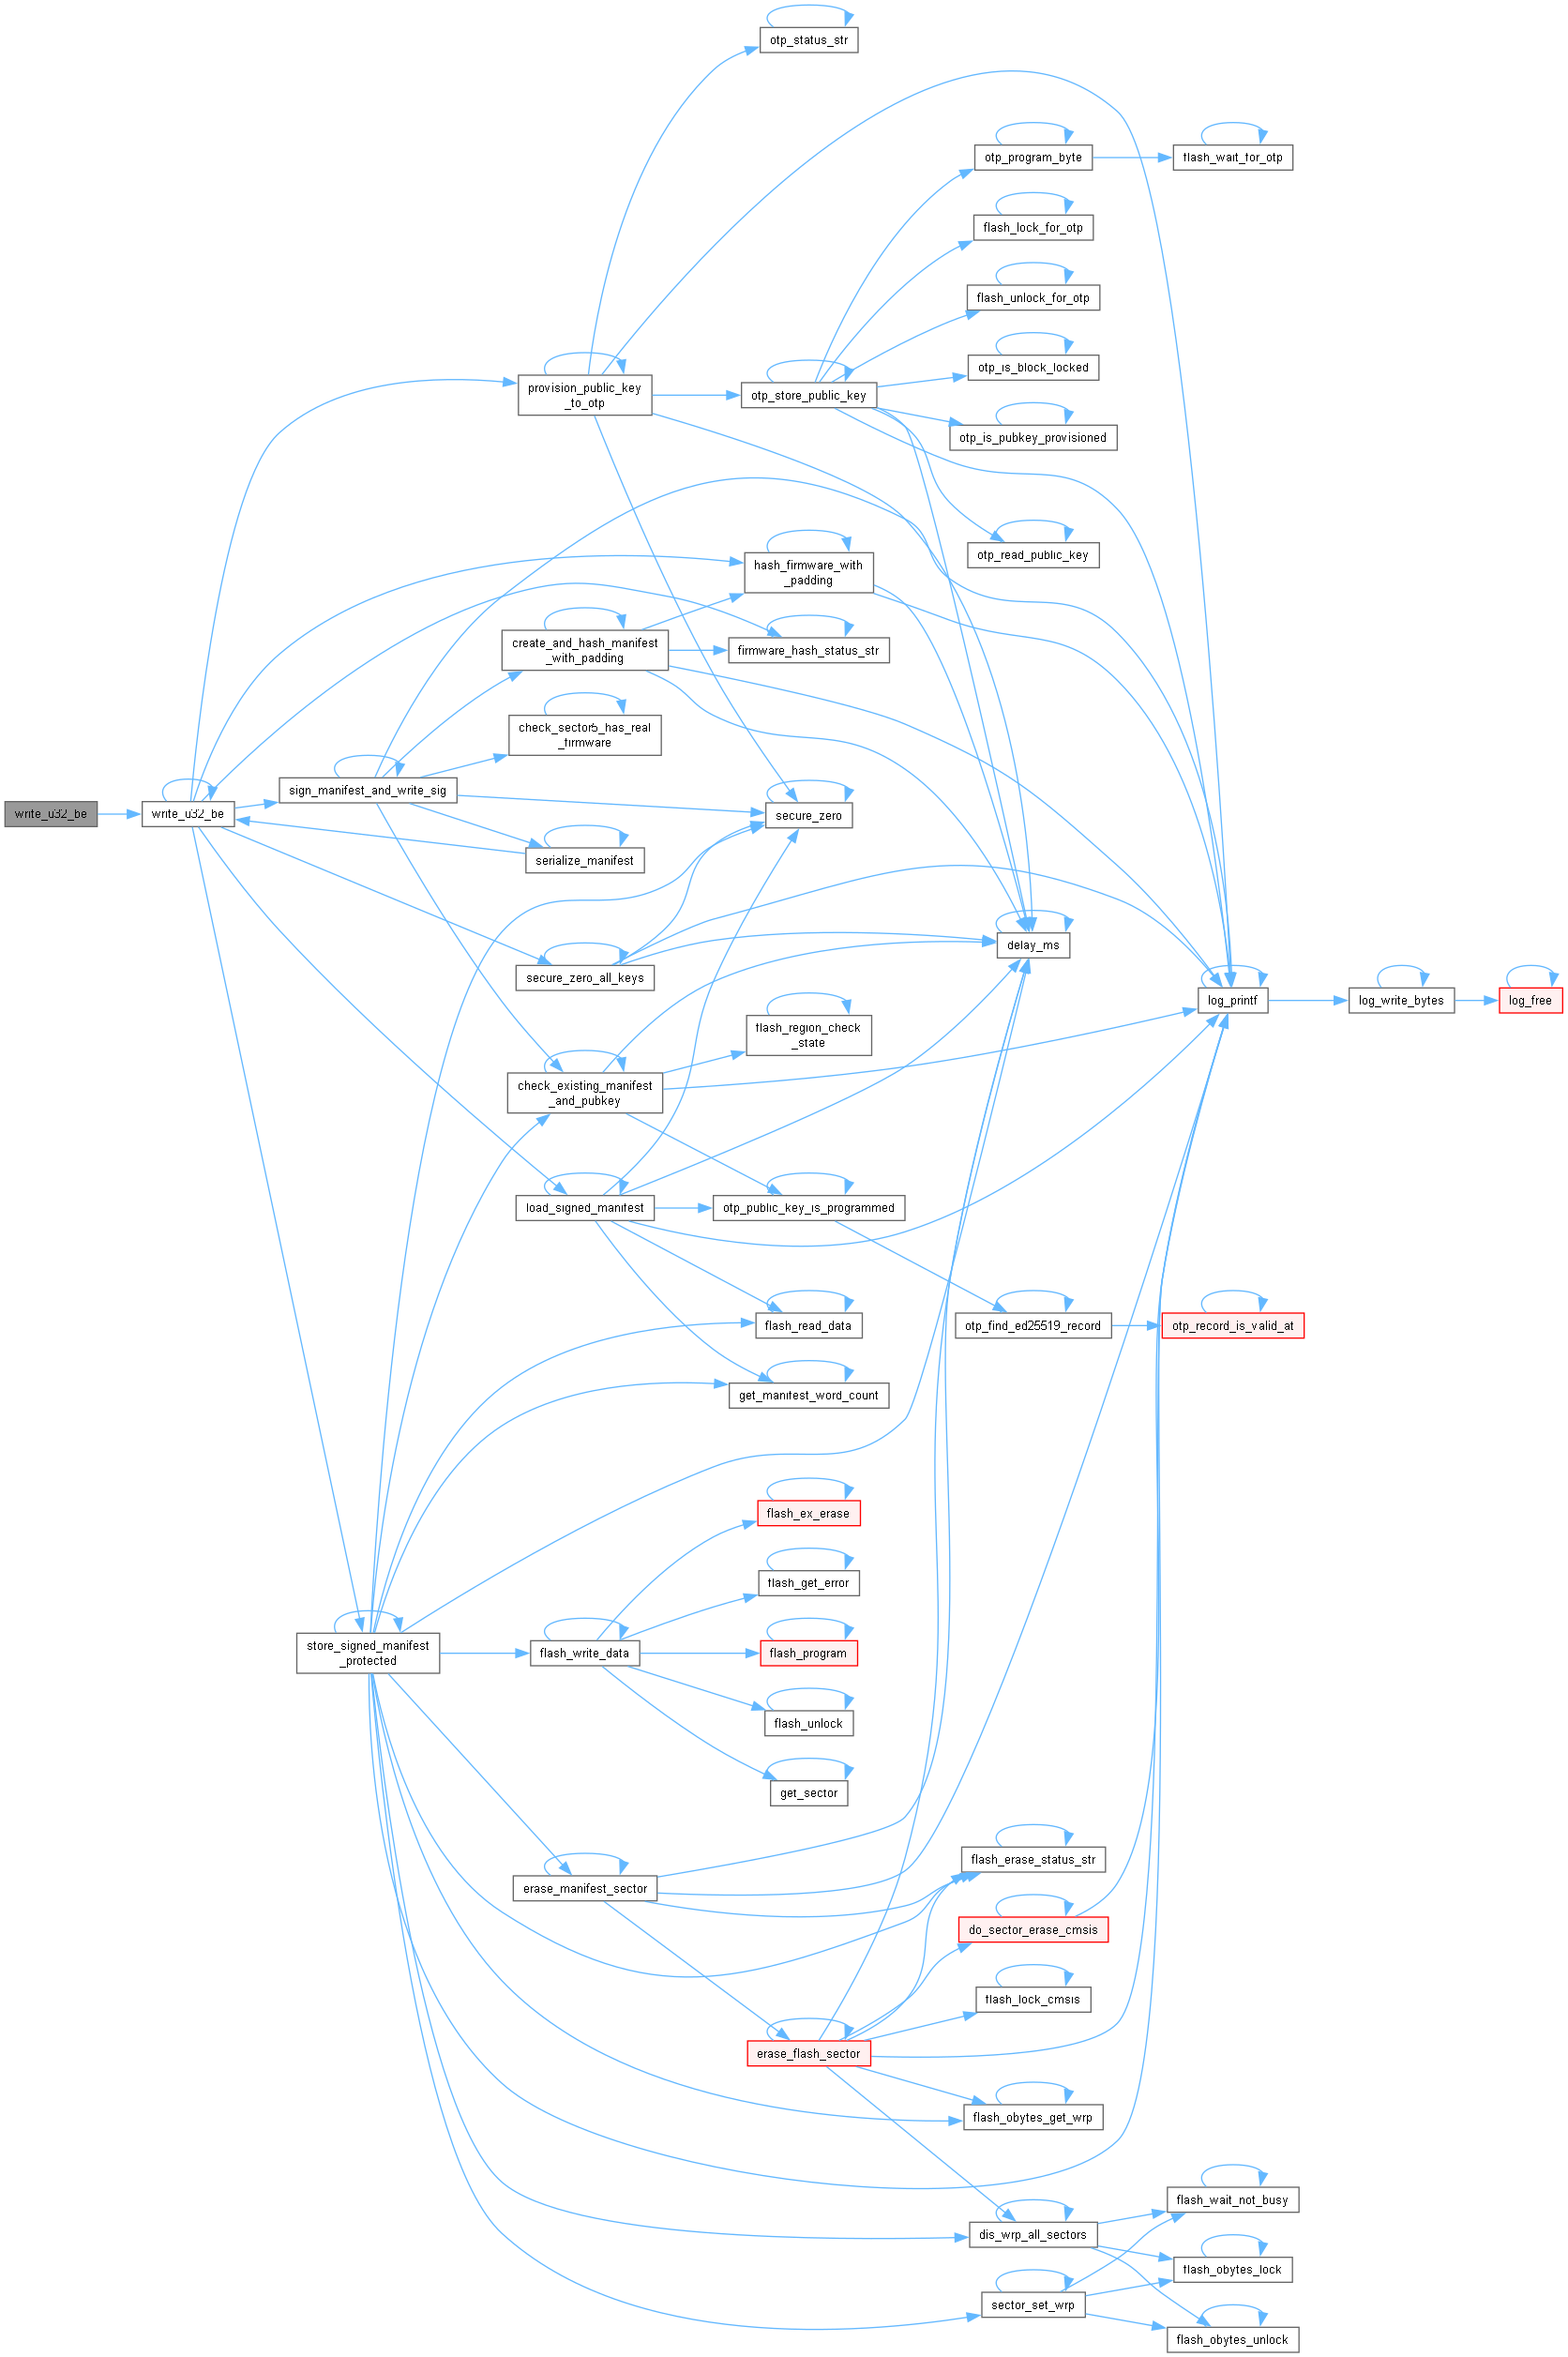 otp_status_str
otp_program_byte
flash_wait_for_otp
flash_lock_for_otp
flash_unlock_for_otp
otp_is_block_locked
provision_public_key
_to_otp
otp_store_public_key
otp_is_pubkey_provisioned
otp_read_public_key
hash_firmware_with
_padding
create_and_hash_manifest
_with_padding
firmware_hash_status_str
check_sector5_has_real
_firmware
sign_manifest_and_write_sig
write_u32_be
write_u32_be
secure_zero
serialize_manifest
delay_ms
secure_zero_all_keys
log_printf
log_write_bytes
log_free
flash_region_check
_state
check_existing_manifest
_and_pubkey
load_signed_manifest
otp_public_key_is_programmed
flash_read_data
otp_find_ed25519_record
otp_record_is_valid_at
get_manifest_word_count
flash_ex_erase
flash_get_error
store_signed_manifest
_protected
flash_write_data
flash_program
flash_unlock
get_sector
flash_erase_status_str
erase_manifest_sector
do_sector_erase_cmsis
flash_lock_cmsis
erase_flash_sector
flash_obytes_get_wrp
flash_wait_not_busy
dis_wrp_all_sectors
flash_obytes_lock
sector_set_wrp
flash_obytes_unlock